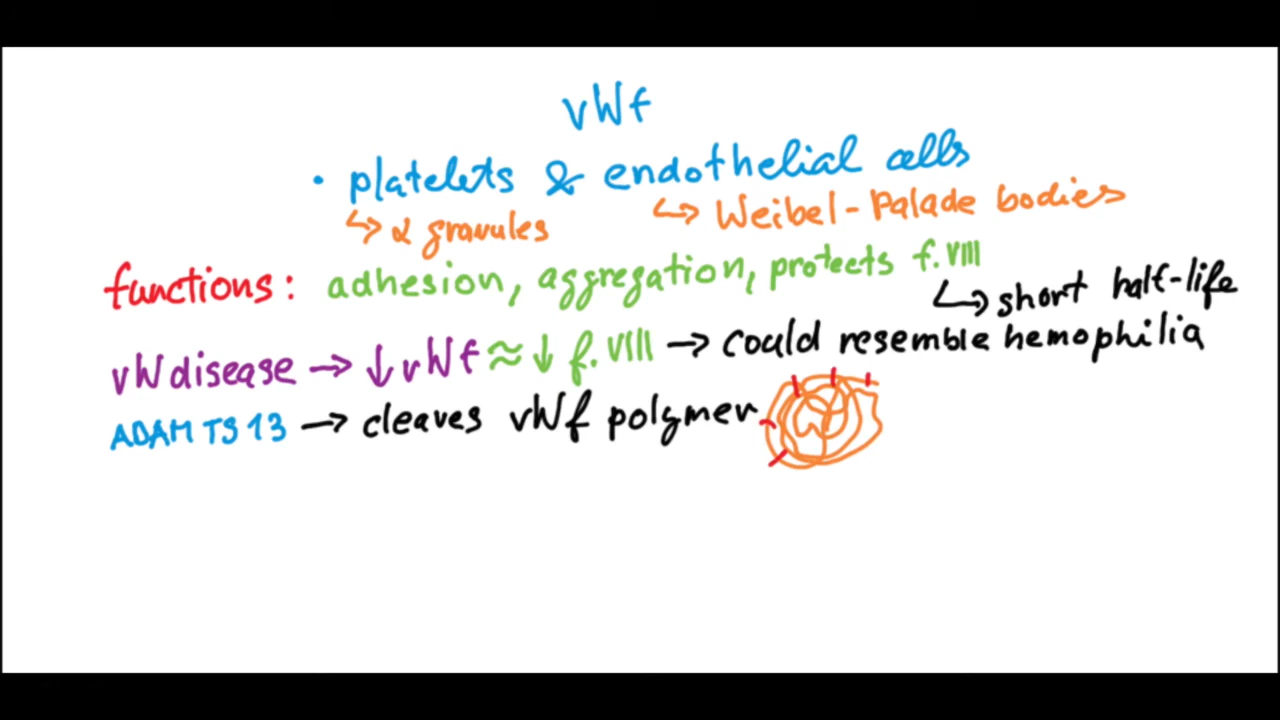 vWf
• platelets & endothelial cells
↳ α granules ↳ Weibel-Palade bodies
functions: adhesion, aggregation, protects f.VIII
↳ short half-life
vW disease → ↓ vWf ≈ ↓ f.VIII → could resemble hemophilia
ADAMTS13 → cleaves vWf polymer